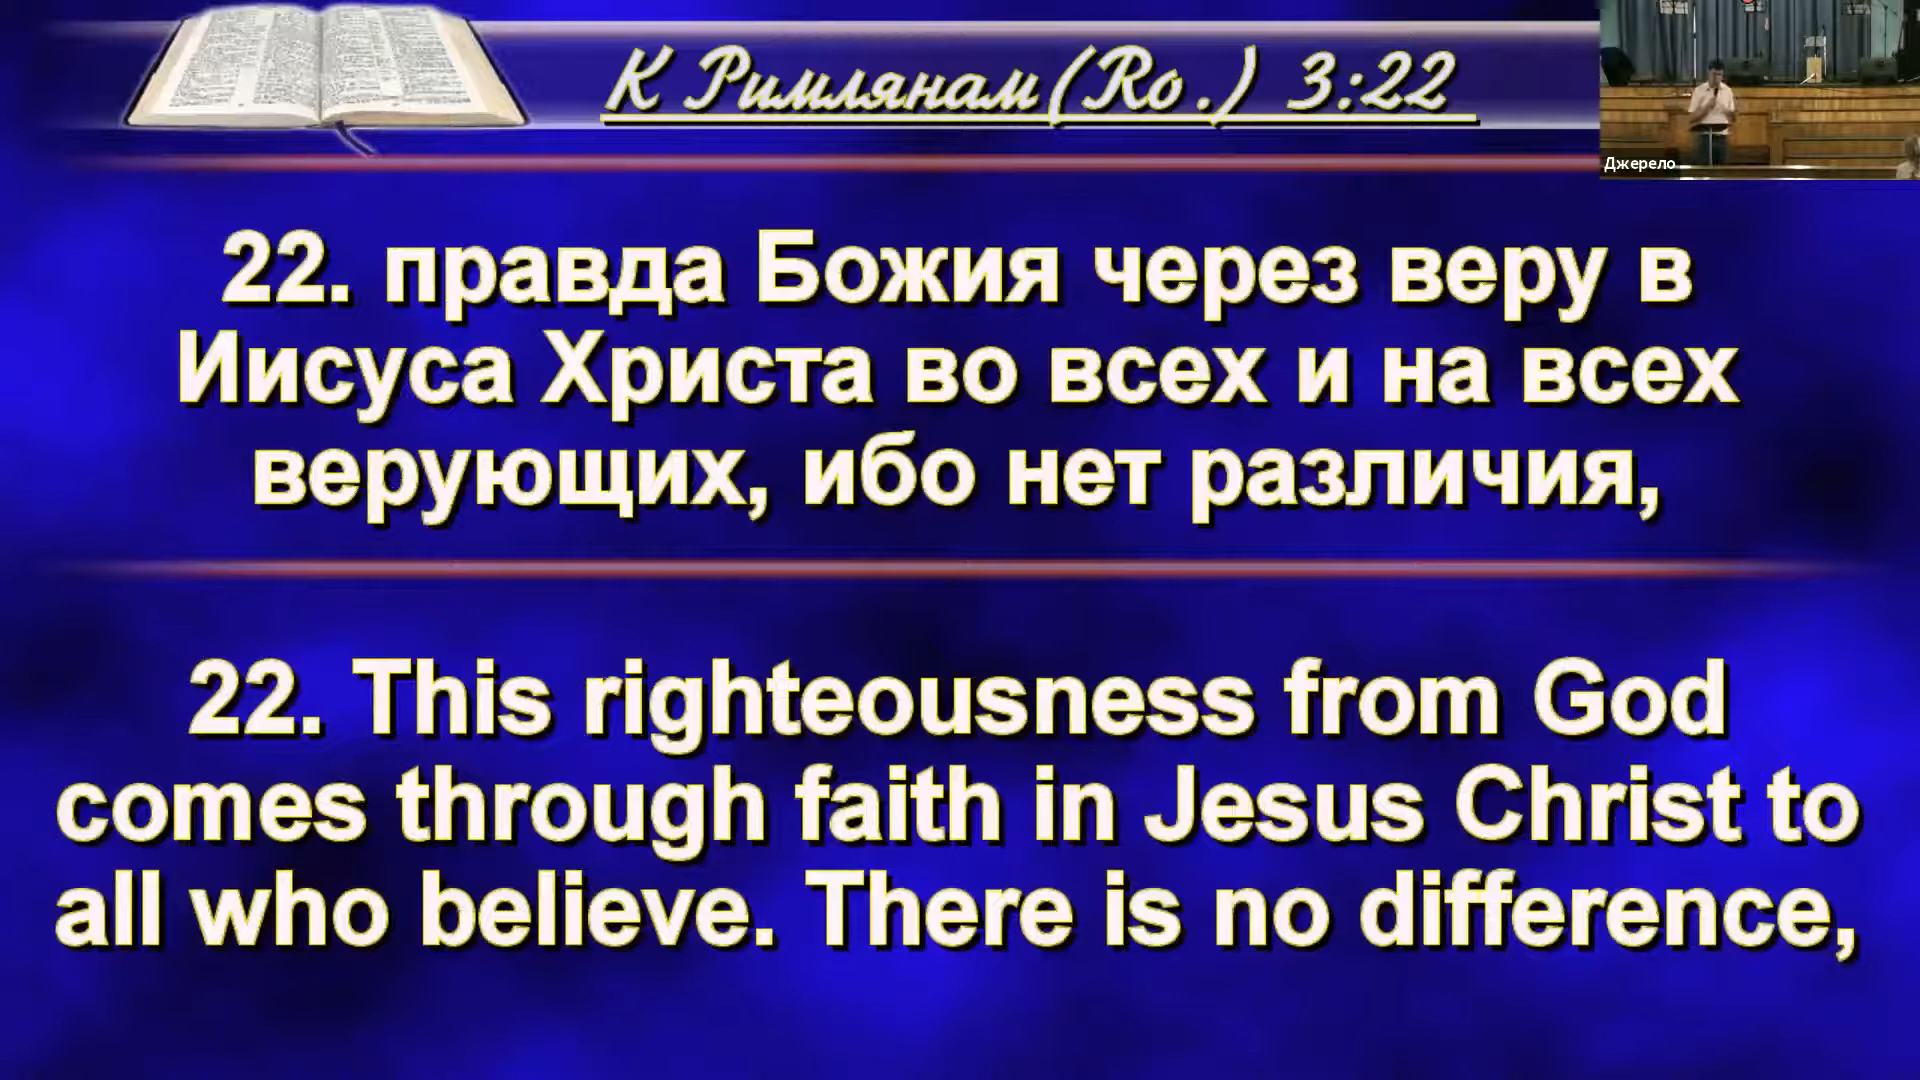 К Римлянам(Ro.) 3:22
Джерело
22. правда Божия через веру в
Иисуса Христа во всех и на всех
верующих, ибо нет различия,
22. This righteousness from God
comes through faith in Jesus Christ to
all who believe. There is no difference,